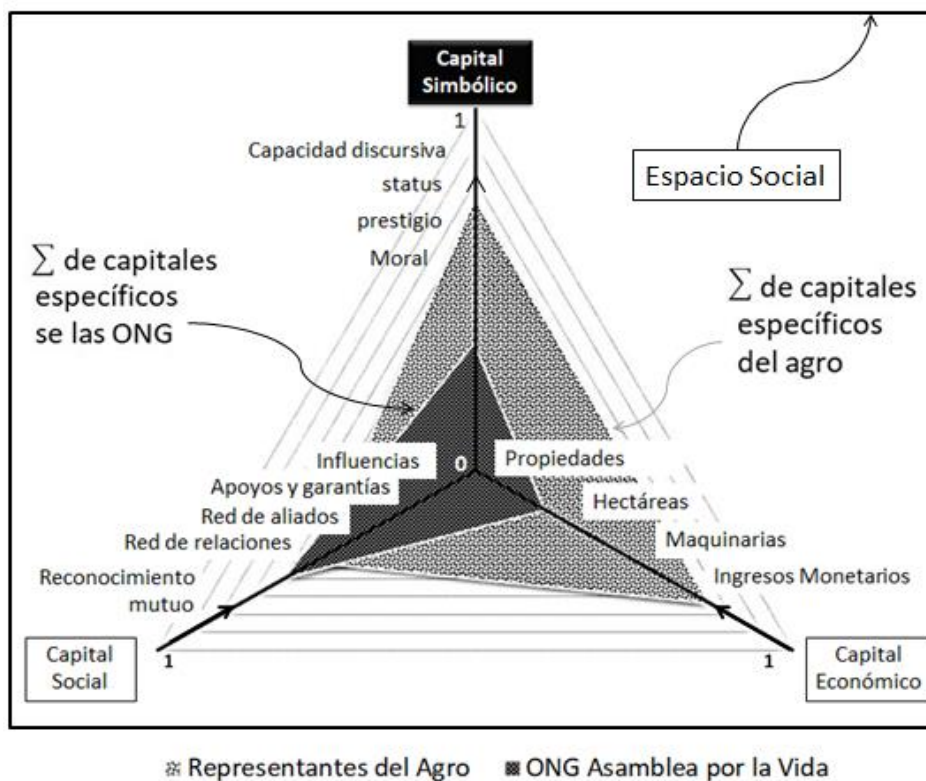 Capital
Simbólico
1
Capacidad discursiva
status
prestigio
Moral
Espacio Social
∑ de capitales
específicos
se las ONG
∑ de capitales
específicos
del agro
Influencias
0
Propiedades
Apoyos y garantías
Hectáreas
Red de aliados
Red de relaciones
Maquinarias
Reconocimiento
mutuo
Ingresos Monetarios
Capital
Social
1
1
Capital
Económico
Representantes del Agro
ONG Asamblea por la Vida